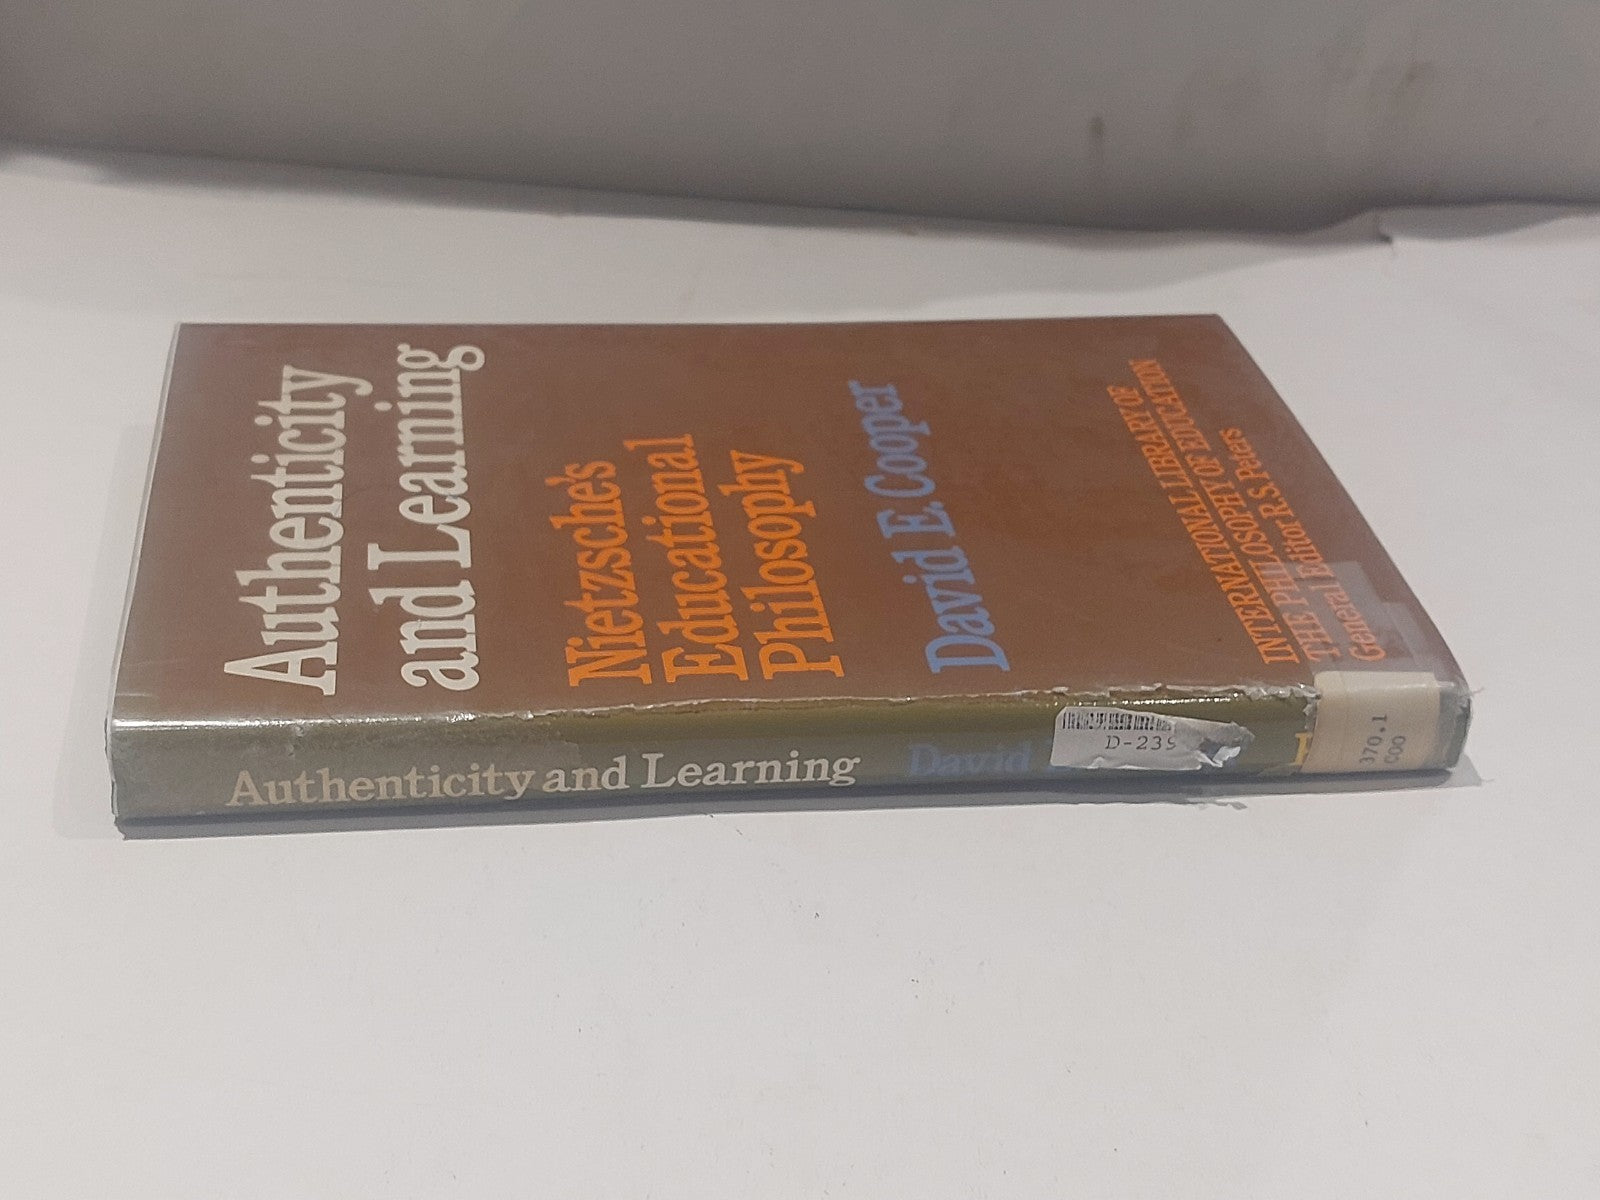 Authenticity
and Learning
Nietzsche's
Educational
Philosophy
David E. Cooper
INTERNATIONAL LIBRARY OF
THE PHILOSOPHY OF EDUCATION
General Editor R.S. Peters
Authenticity and Learning
David
D-239
370.1
COO